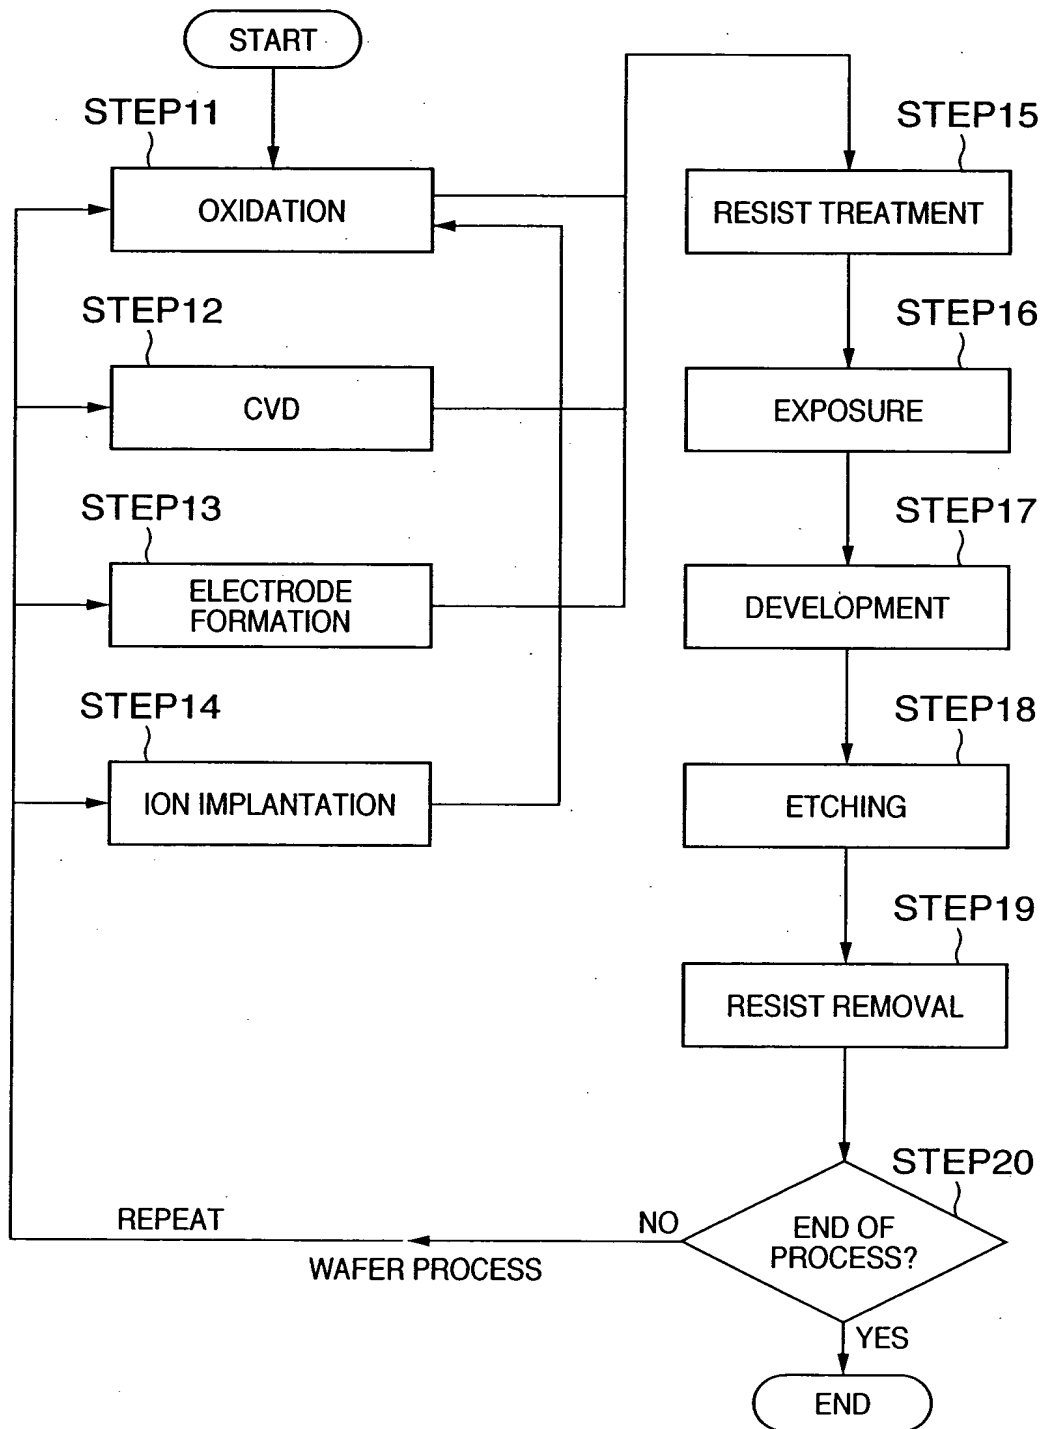 START
STEP11
OXIDATION
STEP12
CVD
STEP13
ELECTRODE
FORMATION
STEP14
ION IMPLANTATION
STEP15
RESIST TREATMENT
STEP16
EXPOSURE
STEP17
DEVELOPMENT
STEP18
ETCHING
STEP19
RESIST REMOVAL
STEP20
END OF
PROCESS?
NO
REPEAT
WAFER PROCESS
YES
END